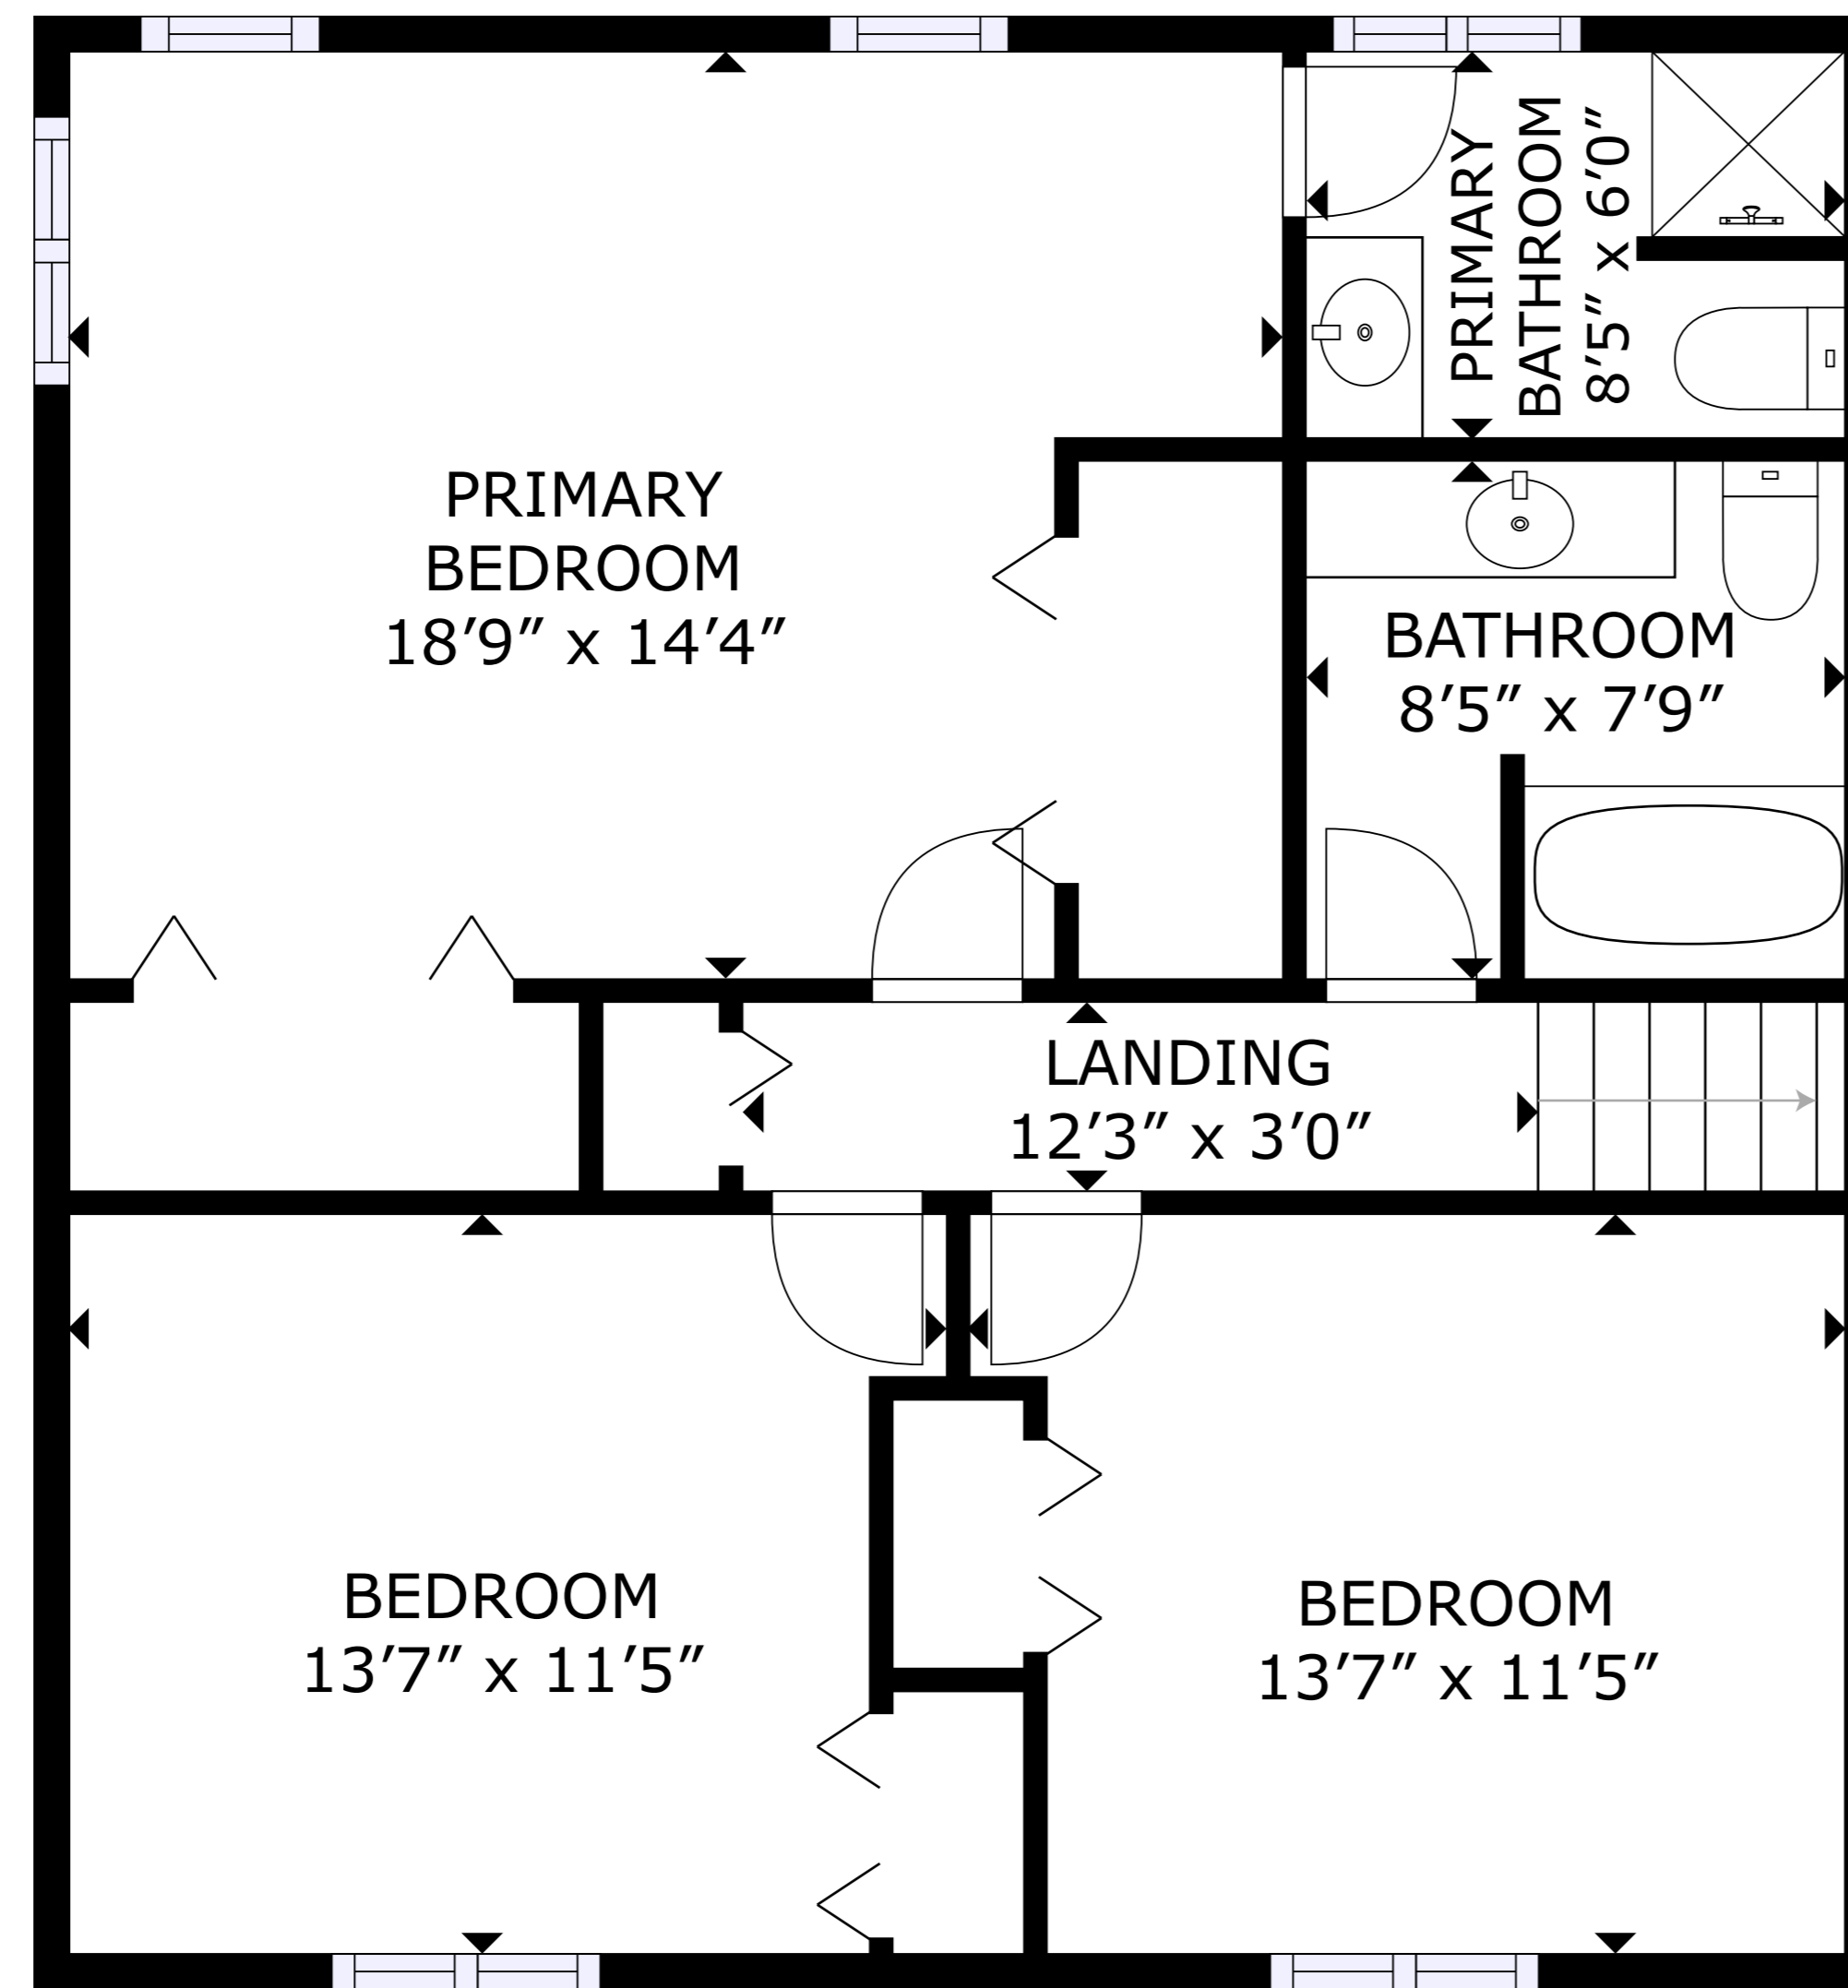 PRIMARY
BATHROOM
8′5″ x 6′0″
PRIMARY
BEDROOM
18′9″ x 14′4″
BATHROOM
8′5″ x 7′9″
LANDING
12′3″ x 3′0″
BEDROOM
13′7″ x 11′5″
BEDROOM
13′7″ x 11′5″